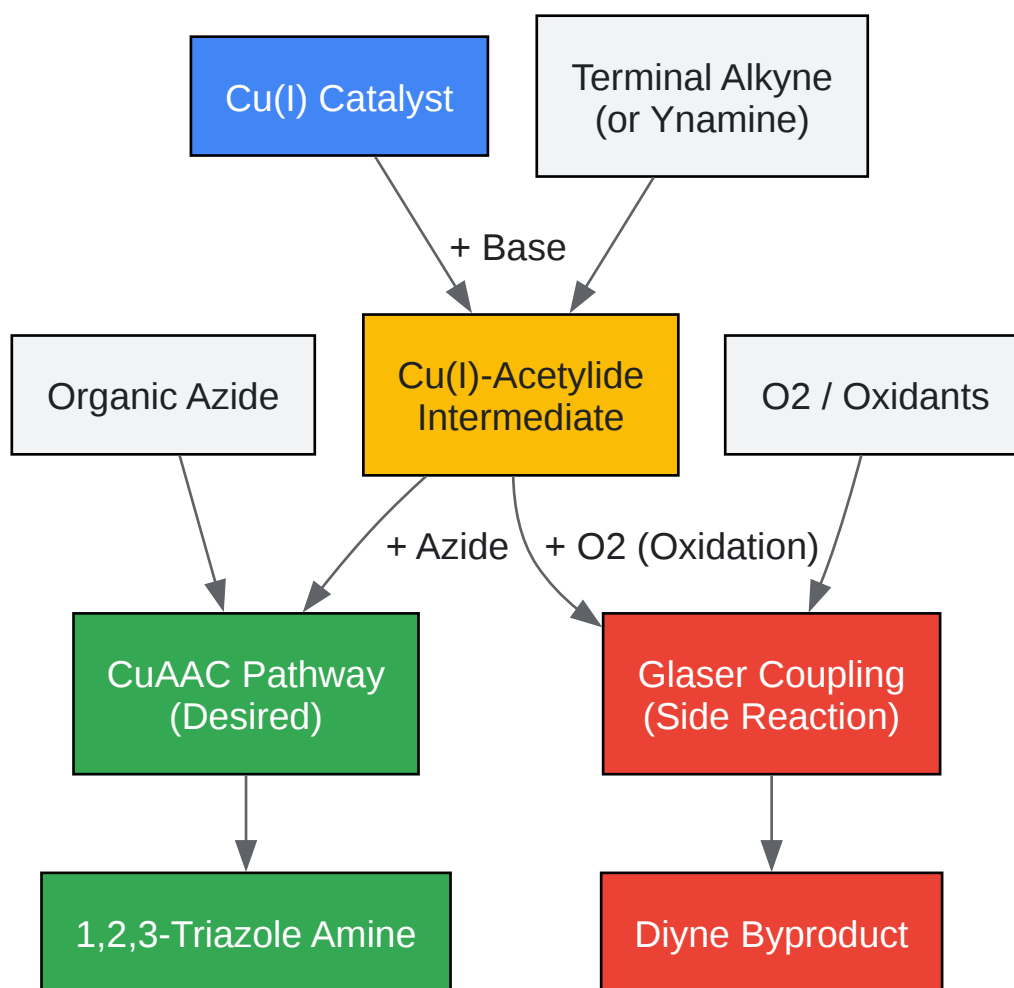 Cu(I) Catalyst
Terminal Alkyne
(or Ynamine)
+ Base
Organic Azide
Cu(I)-Acetylide
Intermediate
O2 / Oxidants
+ Azide
+ O2 (Oxidation)
CuAAC Pathway
(Desired)
Glaser Coupling
(Side Reaction)
1,2,3-Triazole Amine
Diyne Byproduct